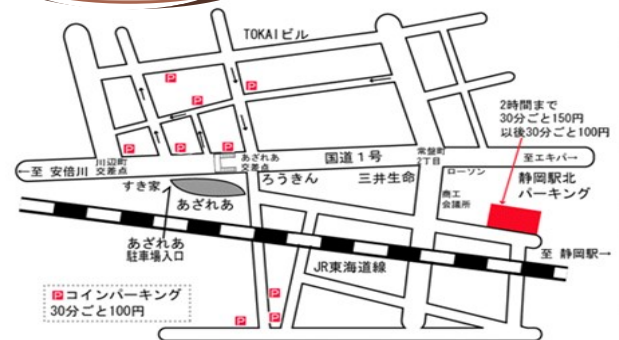 TOKAIビル
P
P
P
P
P
P
2時間まで
30分ごと150円
以後30分ごと100円
←至 安倍川
川辺町
交差点
あざれあ
交差点
国道1号
常盤町
2丁目
至エキパ→
すき家
あざれあ
ろうきん
三井生命
ローソン
商工
会議所
静岡駅北
パーキング
あざれあ
駐車場入口
JR東海道線
至 静岡駅→
P コインパーキング
30分ごと100円
P
P
P